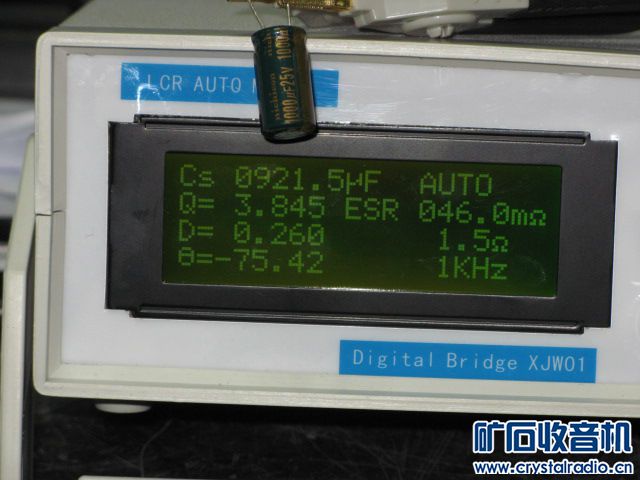 1000μF25V 1000μ
LCR AUTO
Cs 0921.5μF AUTO
Q= 3.845 ESR 046.0mΩ
D= 0.260 1.5Ω
θ=-75.42 1KHz
Digital Bridge XJW01
矿石收音机
www.crystalradio.cn